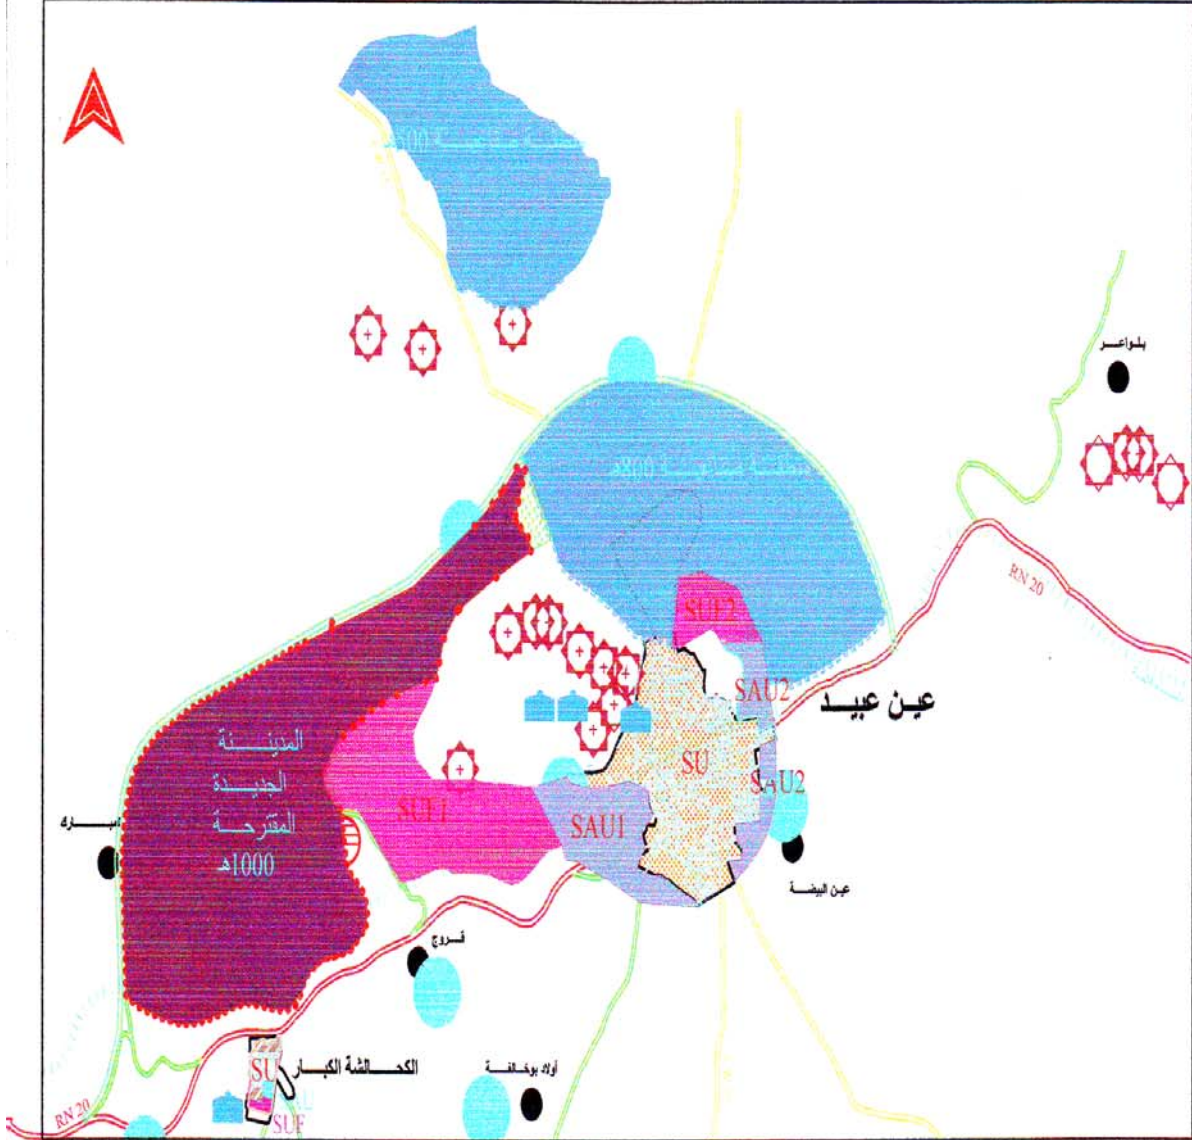 بلواعر
RN 20
SUF2
SAU2
عين عبيد
SU
SAU2
SUF1
SAU1
المدينة
الجديدة
المقترحة
1000هـ
عين البيضة
قروج
الكحالشة الكبار
أولاد بوخالفة
SU
SUF
RN 20